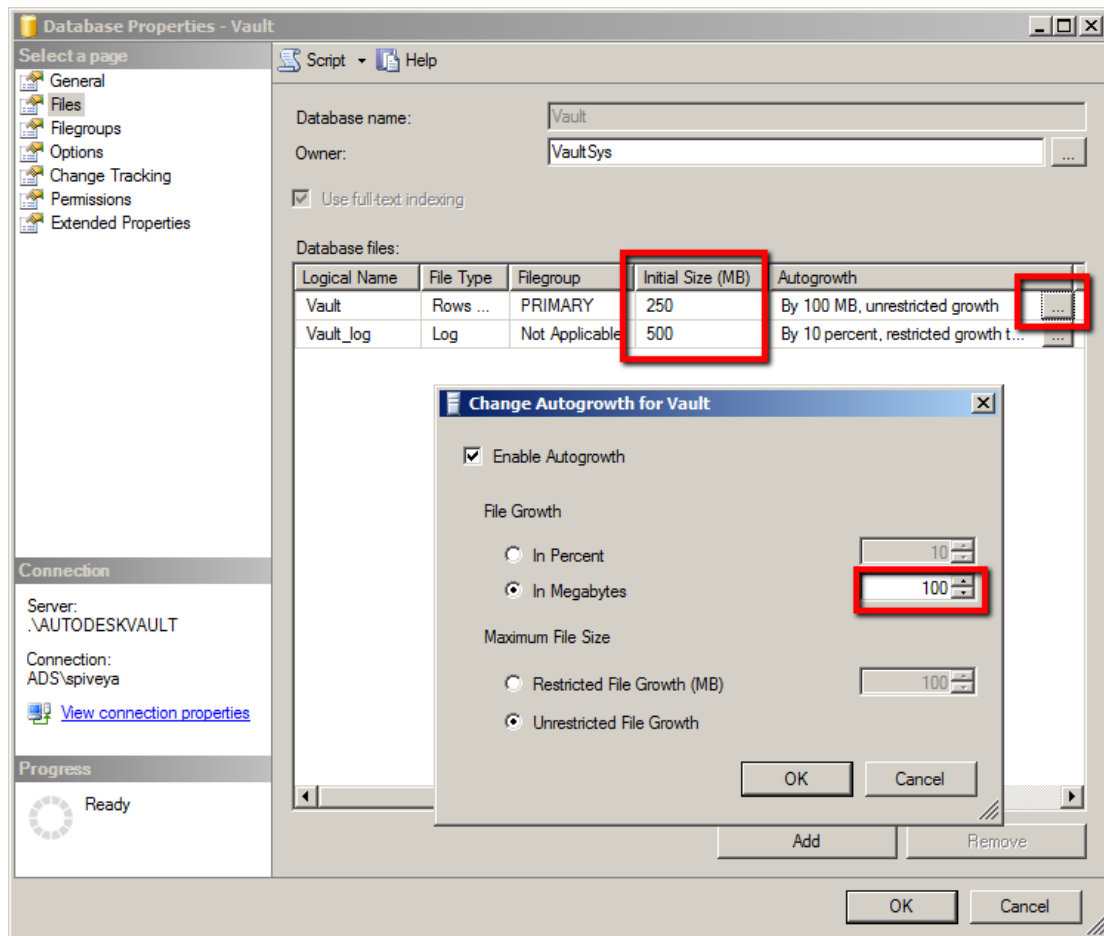 Database Properties - Vault
Select a page
General
Files
Filegroups
Options
Change Tracking
Permissions
Extended Properties
Script Help
Database name: Vault
Owner: VaultSys ...
Use full-text indexing
Database files:
Logical Name File Type Filegroup Initial Size (MB) Autogrowth
Vault Rows ... PRIMARY 250 By 100 MB, unrestricted growth ...
Vault_log Log Not Applicable 500 By 10 percent, restricted growth t... ...
Change Autogrowth for Vault
Enable Autogrowth
File Growth
In Percent 10
In Megabytes 100
Maximum File Size
Restricted File Growth (MB) 100
Unrestricted File Growth
OK Cancel
Connection
Server:
.\AUTODESKVAULT
Connection:
ADS\spiveya
View connection properties
Progress
Ready
Add Remove
OK Cancel